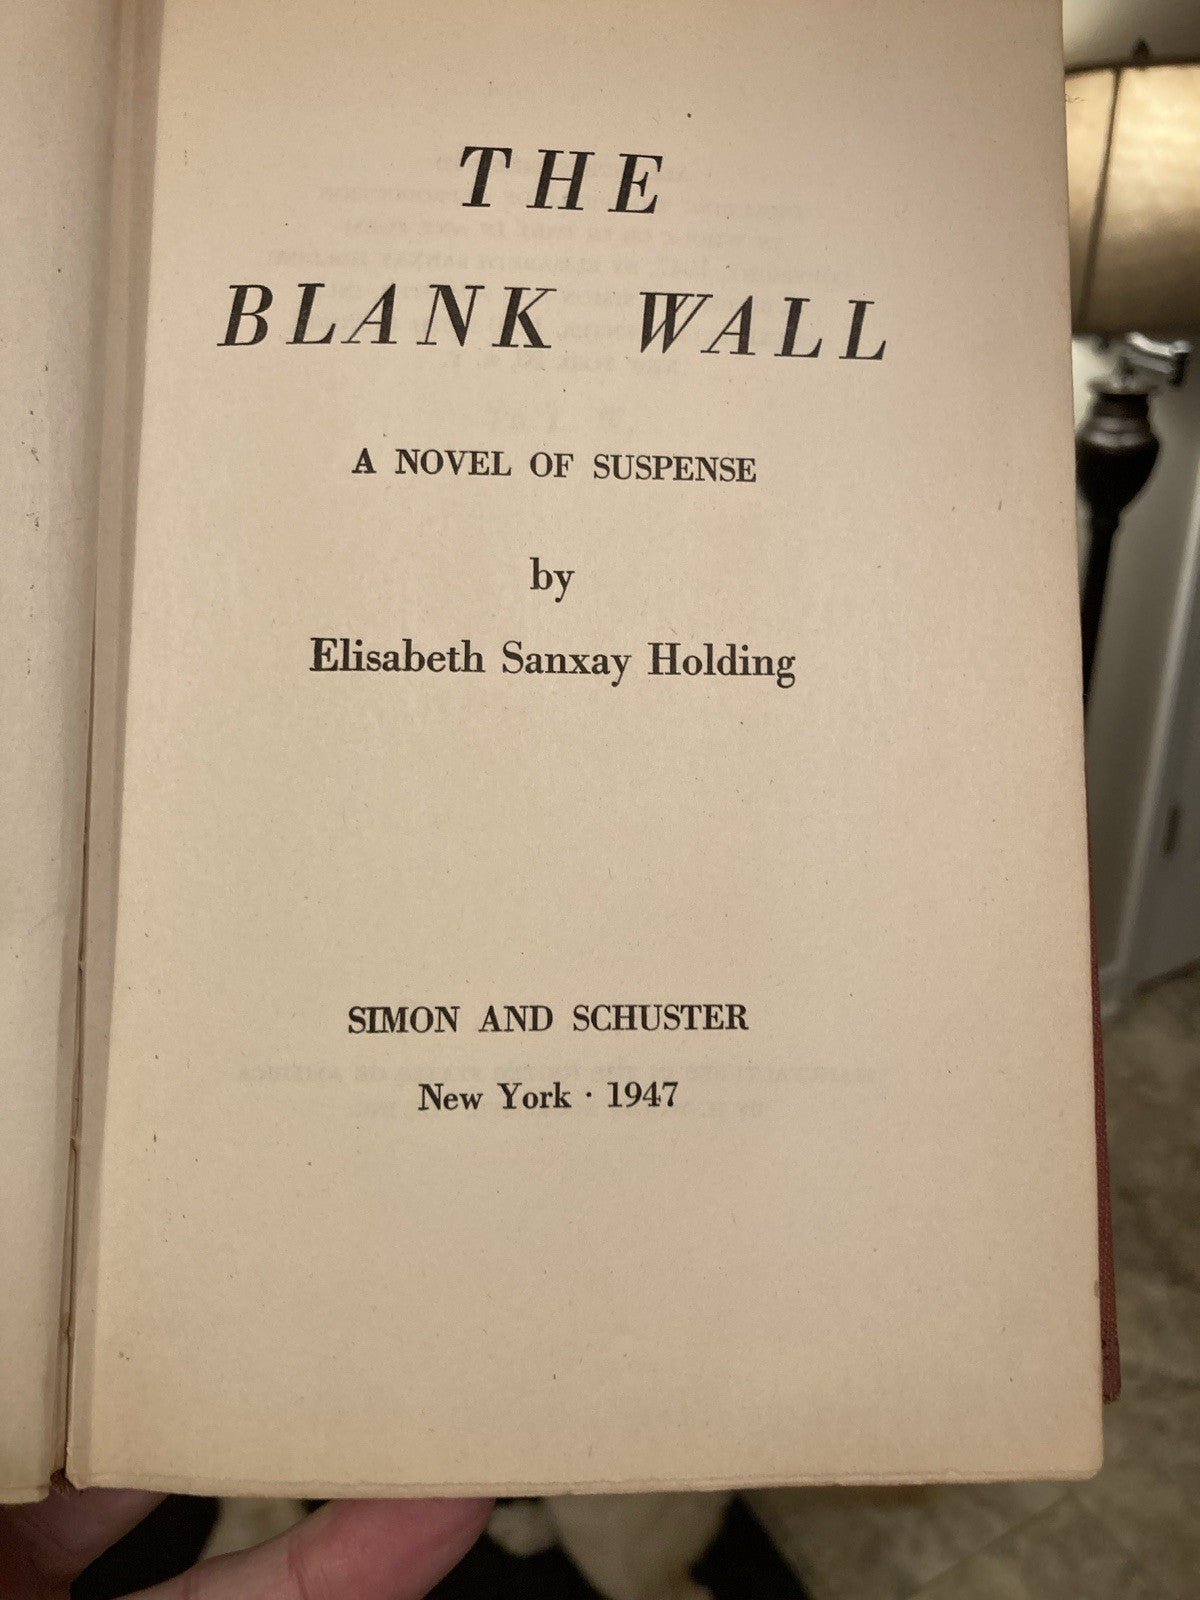 THE
BLANK WALL
A NOVEL OF SUSPENSE
by
Elisabeth Sanxay Holding
SIMON AND SCHUSTER
New York · 1947